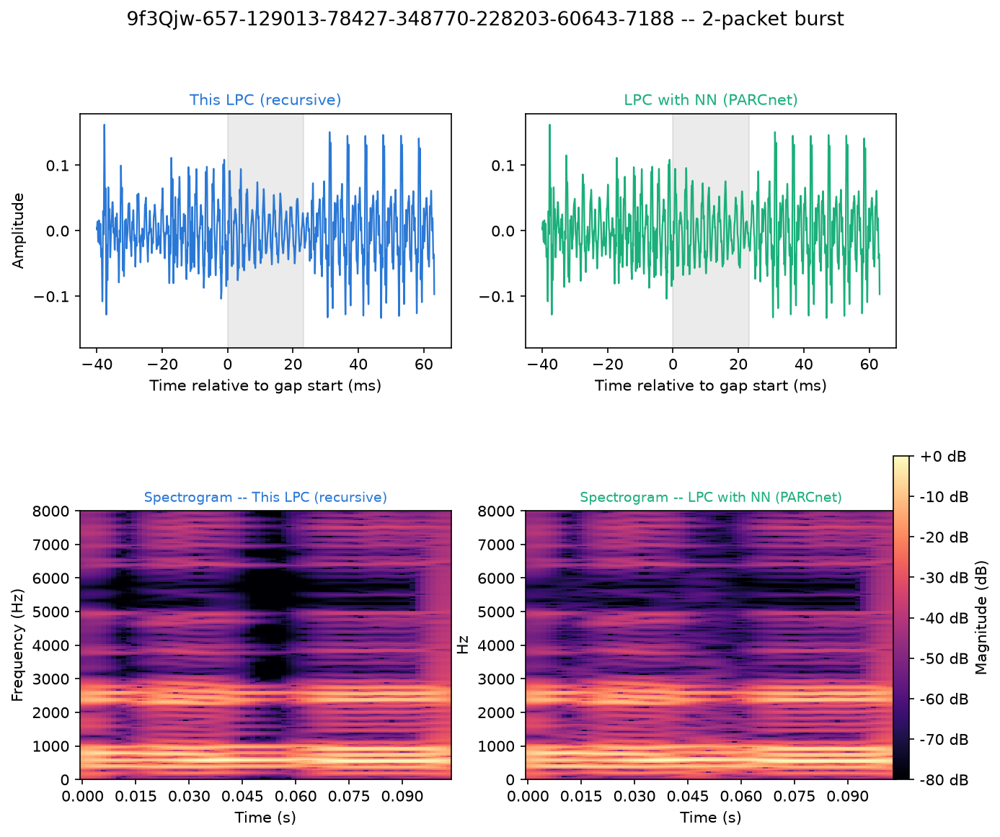 9f3Qjw-657-129013-78427-348770-228203-60643-7188 -- 2-packet burst
This LPC (recursive)
Amplitude
0.1
0.0
−0.1
−40
−20
0
20
40
60
Time relative to gap start (ms)
LPC with NN (PARCnet)
0.1
0.0
−0.1
−40
−20
0
20
40
60
Time relative to gap start (ms)
Spectrogram -- This LPC (recursive)
Frequency (Hz)
8000
7000
6000
5000
4000
3000
2000
1000
0
0.000
0.015
0.030
0.045
0.060
0.075
0.090
Time (s)
Spectrogram -- LPC with NN (PARCnet)
Hz
8000
7000
6000
5000
4000
3000
2000
1000
0
0.000
0.015
0.030
0.045
0.060
0.075
0.090
Time (s)
+0 dB
-10 dB
-20 dB
-30 dB
-40 dB
-50 dB
-60 dB
-70 dB
-80 dB
Magnitude (dB)